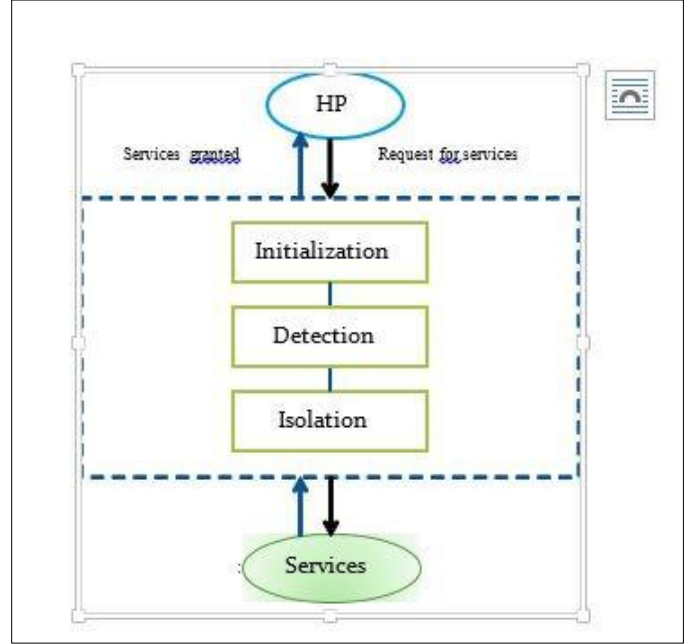 HP
Services granted
Request for services
Initialization
Detection
Isolation
: Services